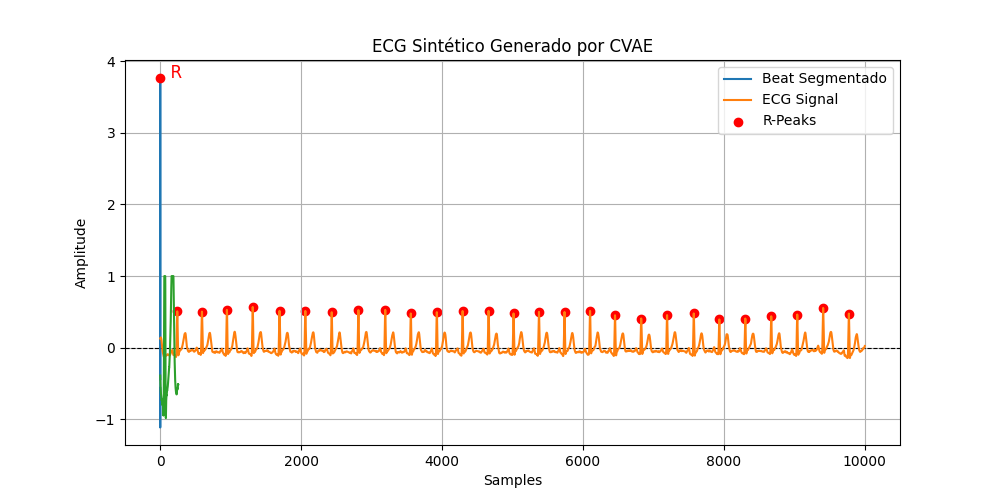 ECG Sintético Generado por CVAE
R
Beat Segmentado
ECG Signal
R-Peaks
Amplitude
4
3
2
1
0
−1
0 2000 4000 6000 8000 10000
Samples